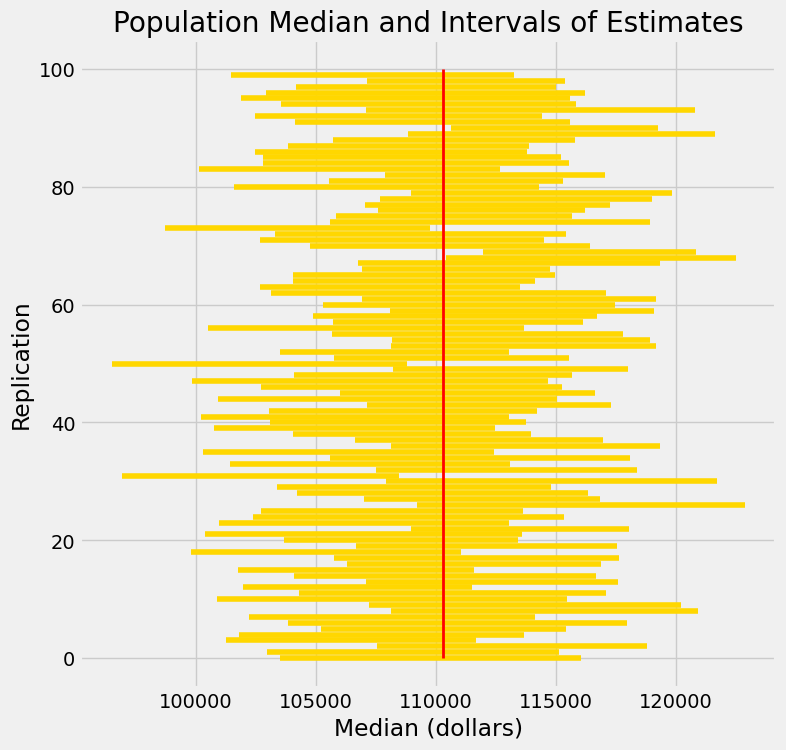 Population Median and Intervals of Estimates
100
80
60
40
20
0
Replication
100000 105000 110000 115000 120000
Median (dollars)